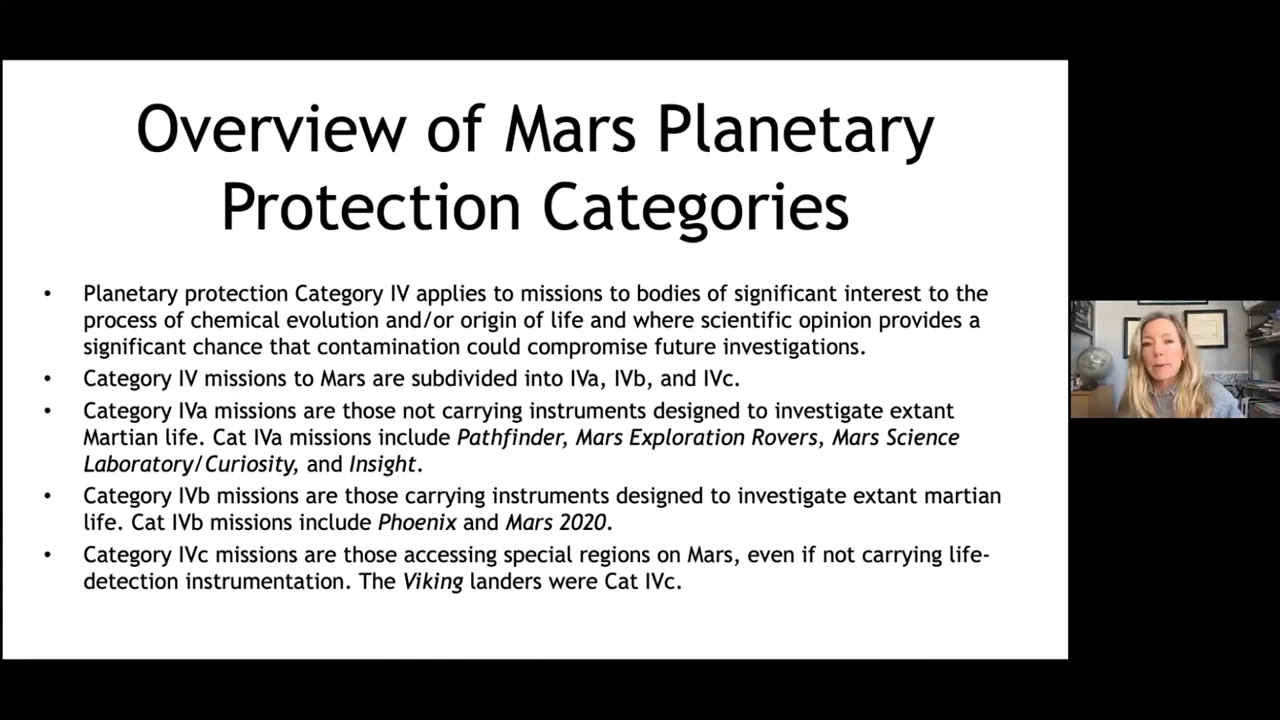 Overview of Mars Planetary
Protection Categories
• Planetary protection Category IV applies to missions to bodies of significant interest to the
process of chemical evolution and/or origin of life and where scientific opinion provides a
significant chance that contamination could compromise future investigations.
• Category IV missions to Mars are subdivided into IVa, IVb, and IVc.
• Category IVa missions are those not carrying instruments designed to investigate extant
Martian life. Cat IVa missions include Pathfinder, Mars Exploration Rovers, Mars Science
Laboratory/Curiosity, and Insight.
• Category IVb missions are those carrying instruments designed to investigate extant martian
life. Cat IVb missions include Phoenix and Mars 2020.
• Category IVc missions are those accessing special regions on Mars, even if not carrying life-
detection instrumentation. The Viking landers were Cat IVc.